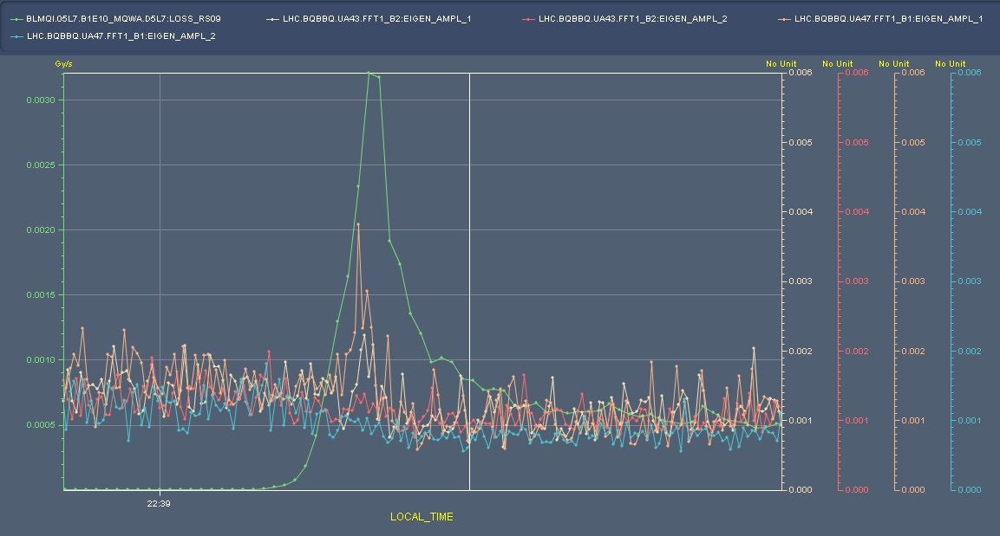 BLMQI.05L7.B1E10_MQWA.D5L7:LOSS_RS09 LHC.BQBBQ.UA43.FFT1_B2:EIGEN_AMPL_1 LHC.BQBBQ.UA43.FFT1_B2:EIGEN_AMPL_2 LHC.BQBBQ.UA47.FFT1_B1:EIGEN_AMPL_1
LHC.BQBBQ.UA47.FFT1_B1:EIGEN_AMPL_2
Gy/s No Unit No Unit No Unit No Unit
0.006 0.006 0.006 0.006
0.0030
0.005 0.005 0.005 0.005
0.0025
0.004 0.004 0.004 0.004
0.0020
0.003 0.003 0.003 0.003
0.0015
0.002 0.002 0.002 0.002
0.0010
0.001 0.001 0.001 0.001
0.0005
0.000 0.000 0.000 0.000
22:39
LOCAL_TIME